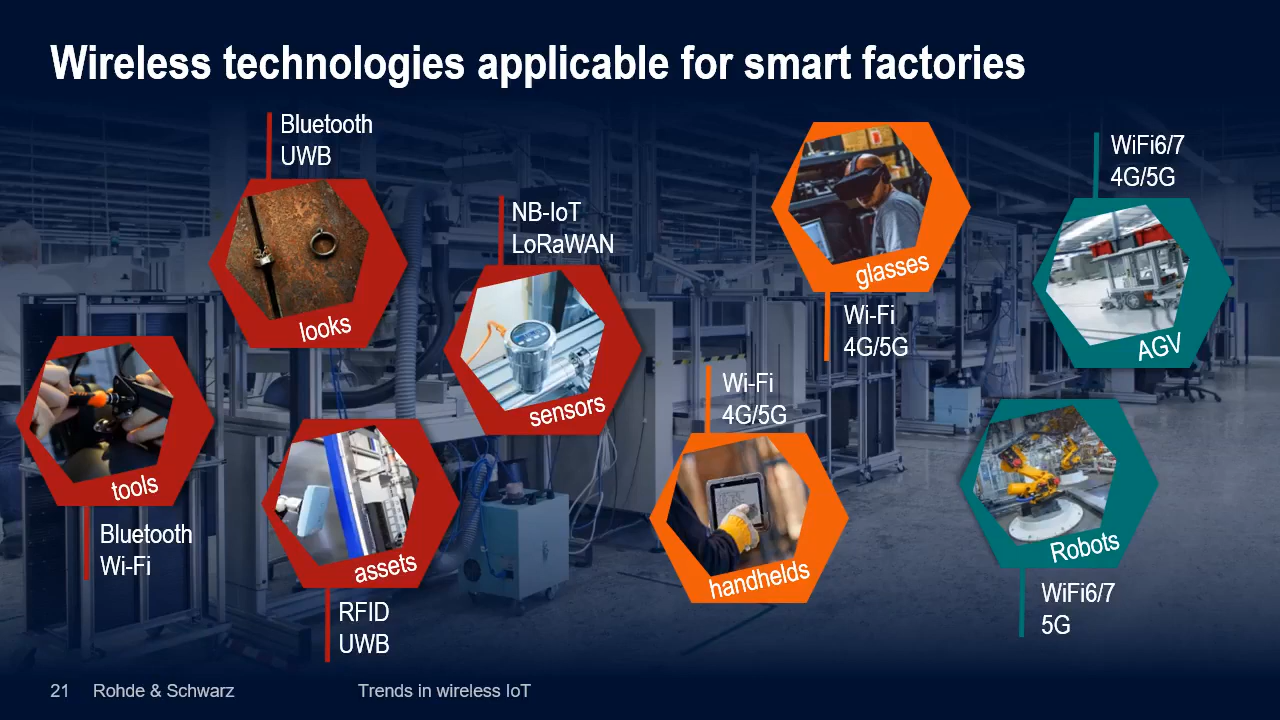 Wireless technologies applicable for smart factories
Bluetooth
UWB
looks
NB-IoT
LoRaWAN
sensors
tools
Bluetooth
Wi-Fi
assets
RFID
UWB
glasses
Wi-Fi
4G/5G
Wi-Fi
4G/5G
handhelds
WiFi6/7
4G/5G
AGV
Robots
WiFi6/7
5G
21 Rohde & Schwarz Trends in wireless IoT